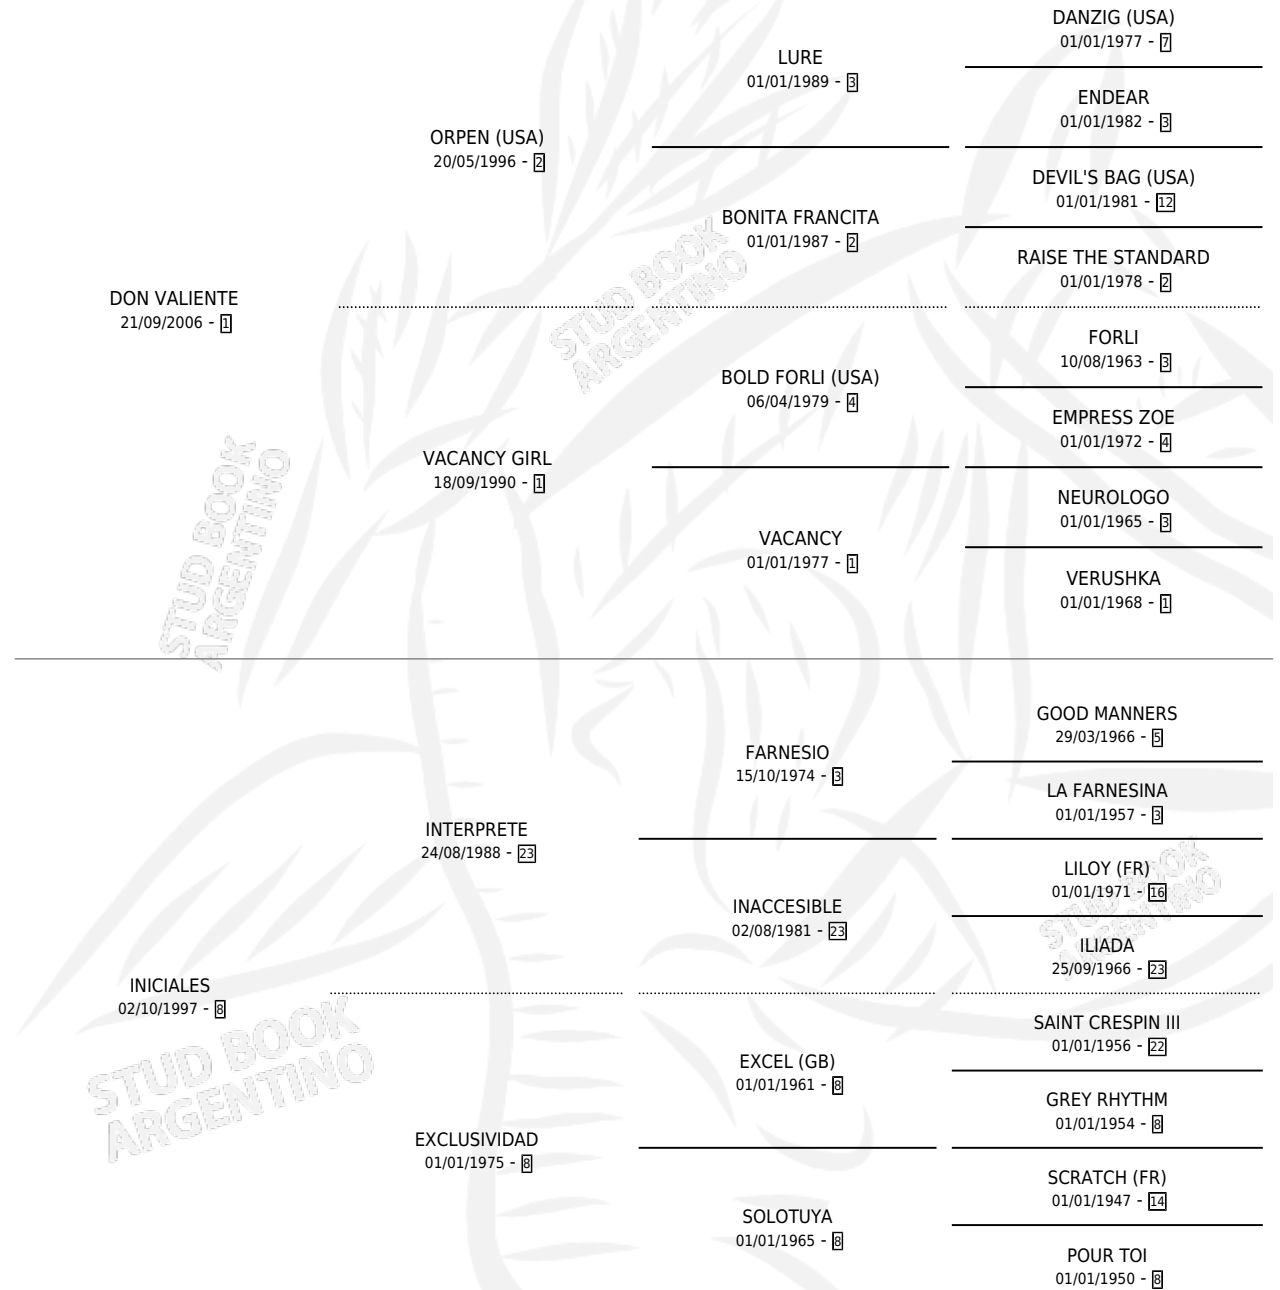 DANZIG (USA)
01/01/1977 - 7
LURE
01/01/1989 - 3
ENDEAR
01/01/1982 - 3
ORPEN (USA)
20/05/1996 - 2
DEVIL'S BAG (USA)
01/01/1981 - 12
BONITA FRANCITA
01/01/1987 - 2
RAISE THE STANDARD
01/01/1978 - 2
DON VALIENTE
21/09/2006 - 1
FORLI
10/08/1963 - 3
BOLD FORLI (USA)
06/04/1979 - 4
EMPRESS ZOE
01/01/1972 - 4
VACANCY GIRL
18/09/1990 - 1
NEUROLOGO
01/01/1965 - 3
VACANCY
01/01/1977 - 1
VERUSHKA
01/01/1968 - 1
STUD BOOK
ARGENTINO
STUD BOOK
ARGENTINO
GOOD MANNERS
29/03/1966 - 5
FARNESIO
15/10/1974 - 3
LA FARNESINA
01/01/1957 - 3
INTERPRETE
24/08/1988 - 23
LILOY (FR)
01/01/1971 - 16
INACCESIBLE
02/08/1981 - 23
ILIADA
25/09/1966 - 23
INICIALES
02/10/1997 - 8
SAINT CRESPIN III
01/01/1956 - 22
EXCEL (GB)
01/01/1961 - 8
GREY RHYTHM
01/01/1954 - 8
EXCLUSIVIDAD
01/01/1975 - 8
SCRATCH (FR)
01/01/1947 - 14
SOLOTUYA
01/01/1965 - 8
POUR TOI
01/01/1950 - 8
STUD BOOK
ARGENTINO
STUD BOOK
ARGENTINO